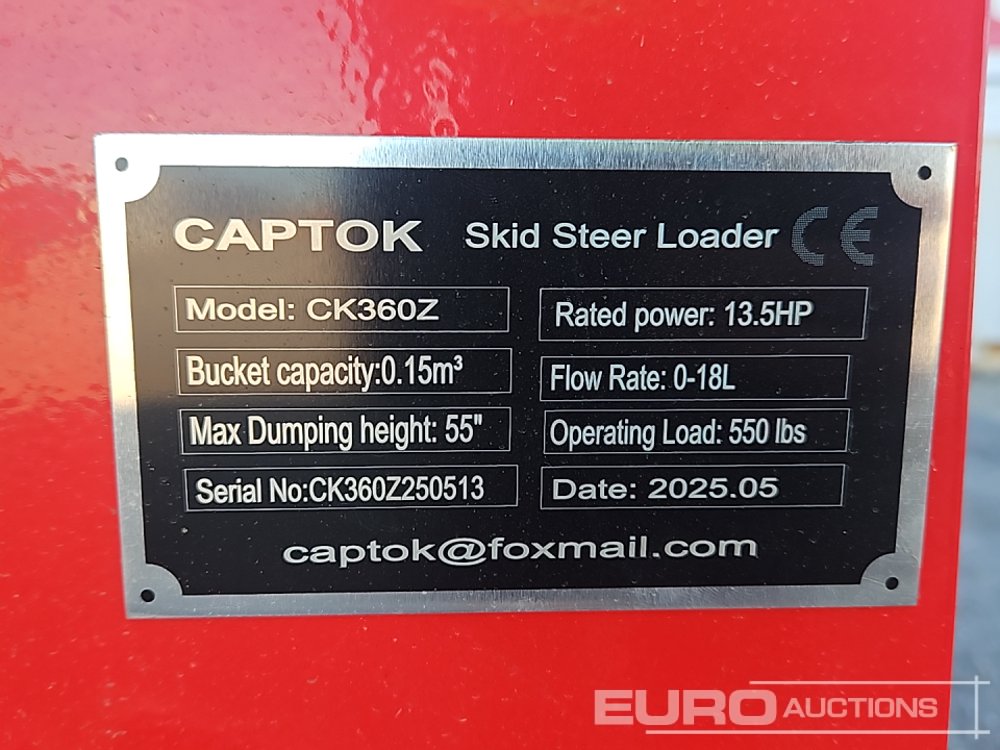 CAPTOK Skid Steer Loader CE
Model: CK360Z
Rated power: 13.5HP
Bucket capacity:0.15m³
Flow Rate: 0-18L
Max Dumping height: 55"
Operating Load: 550 lbs
Serial No:CK360Z250513
Date: 2025.05
captok@foxmail.com
EURO AUCTIONS